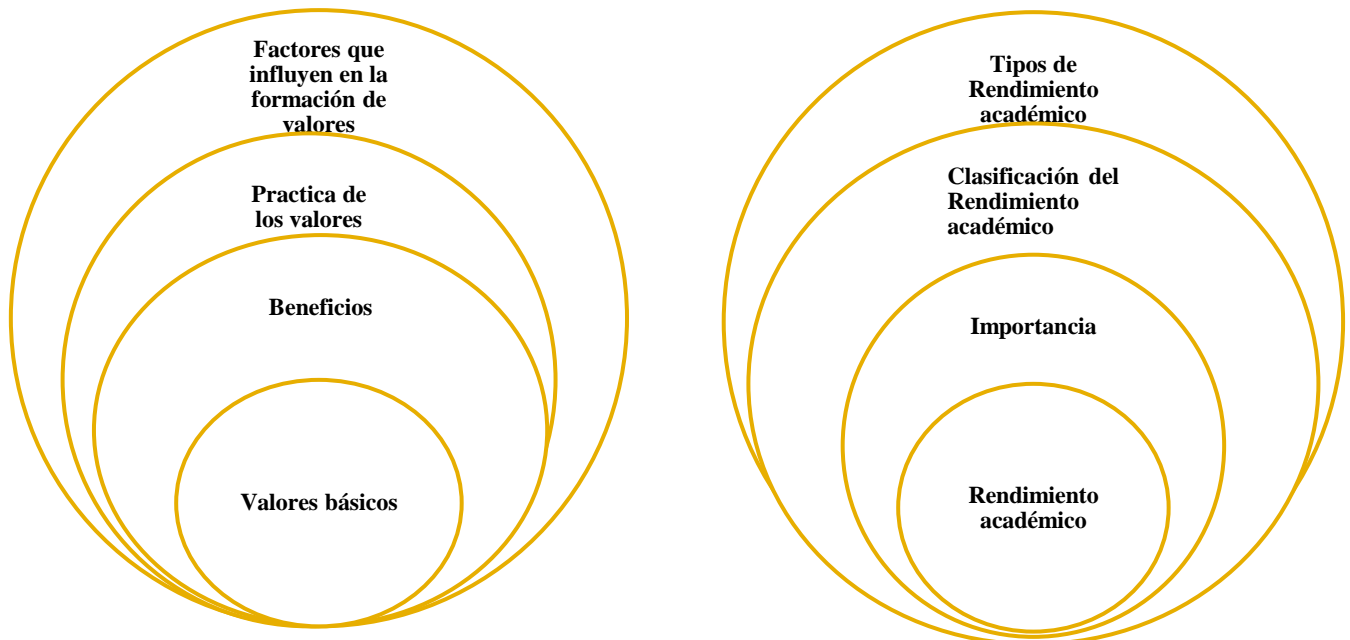 Factores que
influyen en la
formación de
valores
Practica de
los valores
Beneficios
Valores básicos
Tipos de
Rendimiento
académico
Clasificación del
Rendimiento
académico
Importancia
Rendimiento
académico